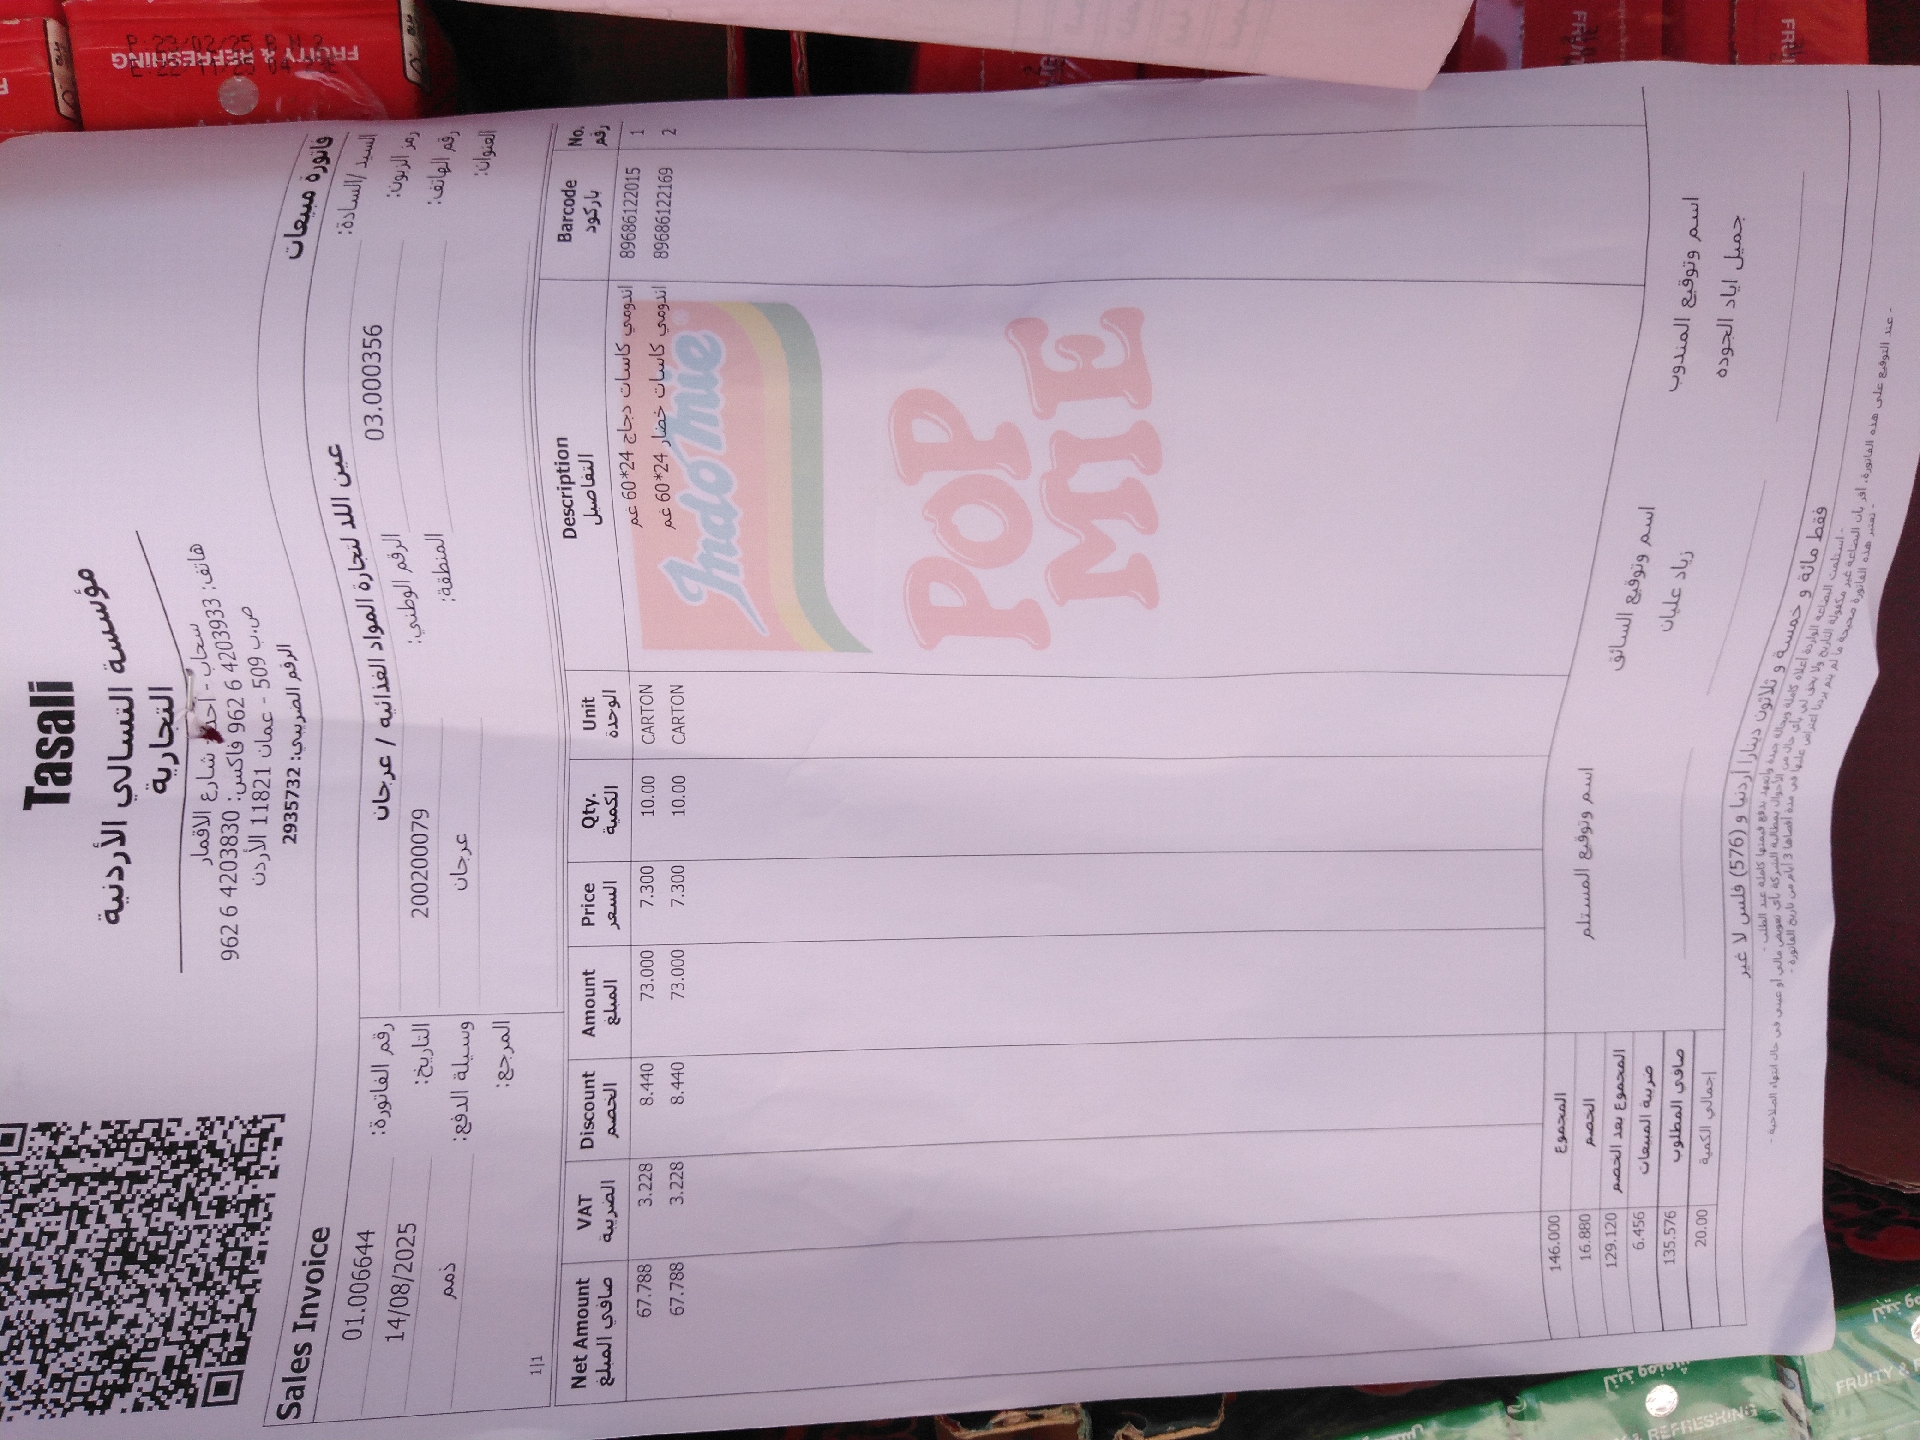 Tasali
مؤسسة التسالي الأردنية
التجارية
سحاب - أحد - شارع الاقمار
هاتف: 4203933 6 962 فاكس: 4203830 6 962
ص.ب 509 - عمان 11821 الأردن
الرقم الضريبي: 2935732
فاتورة مبيعات
Sales Invoice
السيد/السادة:
عين اللد لتجارة المواد الغذائيه / عرجان
رقم الفاتورة: 01.006644
رمز الزبون: 03.000356
الرقم الوطني: 200200079
التاريخ: 14/08/2025
رقم الهاتف:
المنطقة: عرجان
وسيلة الدفع: ذمم
العنوان:
المرجع:
1|1
No. Barcode Description Unit Qty. Price Amount Discount VAT Net Amount
رقم باركود التفاصيل الوحدة الكمية السعر المبلغ الخصم الضريبة صافي المبلغ
1 89686122015 اندومي كاسات دجاج 24*60 غم CARTON 10.00 7.300 73.000 8.440 3.228 67.788
2 89686122169 اندومي كاسات خضار 24*60 غم CARTON 10.00 7.300 73.000 8.440 3.228 67.788
Indomie
POP
MIE
المجموع 146.000
الخصم 16.880
المجموع بعد الخصم 129.120
ضريبة المبيعات 6.456
صافي المطلوب 135.576
إجمالي الكمية 20.00
اسم وتوقيع المندوب
جميل اياد الجوده
اسم وتوقيع السائق
زياد عليان
اسم وتوقيع المستلم
فقط مائة و خمسة و ثلاثون دينارا أردنيا و (576) فلس لا غير
FRUITY & REFRESHING
FRUITY &
& REFRESHING